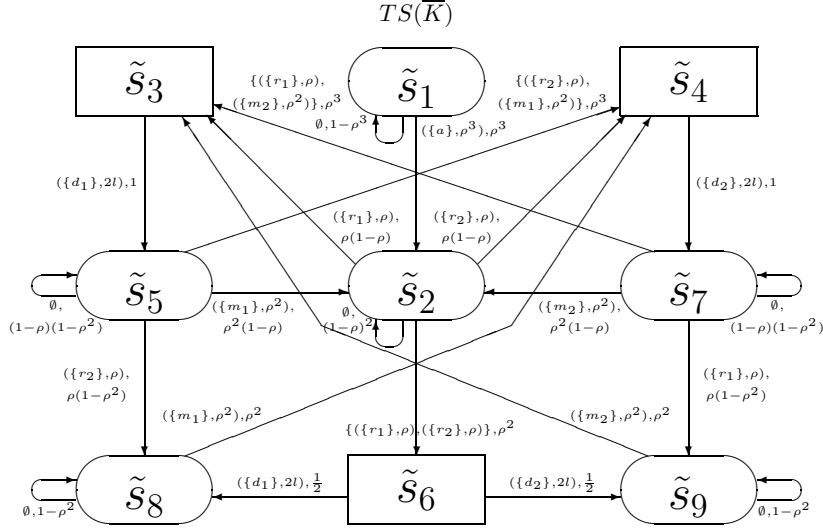 TS(K̅)
s̃₃
s̃₁
s̃₄
{({r₁},ρ),
({m₂},ρ²)},ρ³
{({r₂},ρ),
({m₁},ρ²)},ρ³
∅,1−ρ³
({a},ρ³),ρ³
({d₁},2l),1
({d₂},2l),1
({r₁},ρ),
ρ(1−ρ)
({r₂},ρ),
ρ(1−ρ)
s̃₅
s̃₂
s̃₇
∅,
(1−ρ)(1−ρ²)
({m₁},ρ²),
ρ²(1−ρ)
∅,
(1−ρ)²
({m₂},ρ²),
ρ²(1−ρ)
∅,
(1−ρ)(1−ρ²)
({r₂},ρ),
ρ(1−ρ²)
({r₁},ρ),
ρ(1−ρ²)
({m₁},ρ²),ρ²
({m₂},ρ²),ρ²
{({r₁},ρ),({r₂},ρ)},ρ²
s̃₈
s̃₆
s̃₉
∅,1−ρ²
({d₁},2l),½
({d₂},2l),½
∅,1−ρ²